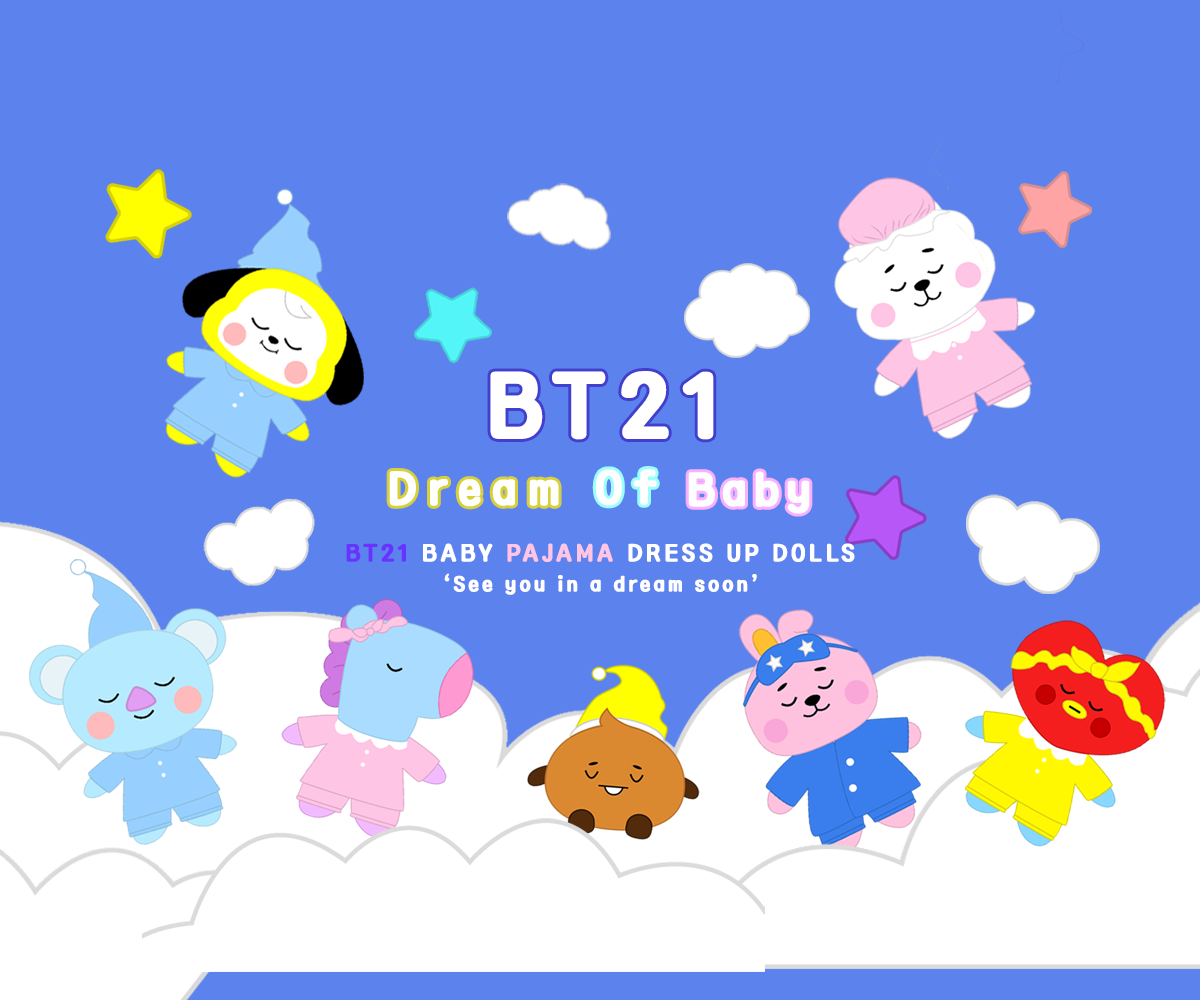 BT21
Dream Of Baby
BT21 BABY PAJAMA DRESS UP DOLLS
‘See you in a dream soon’